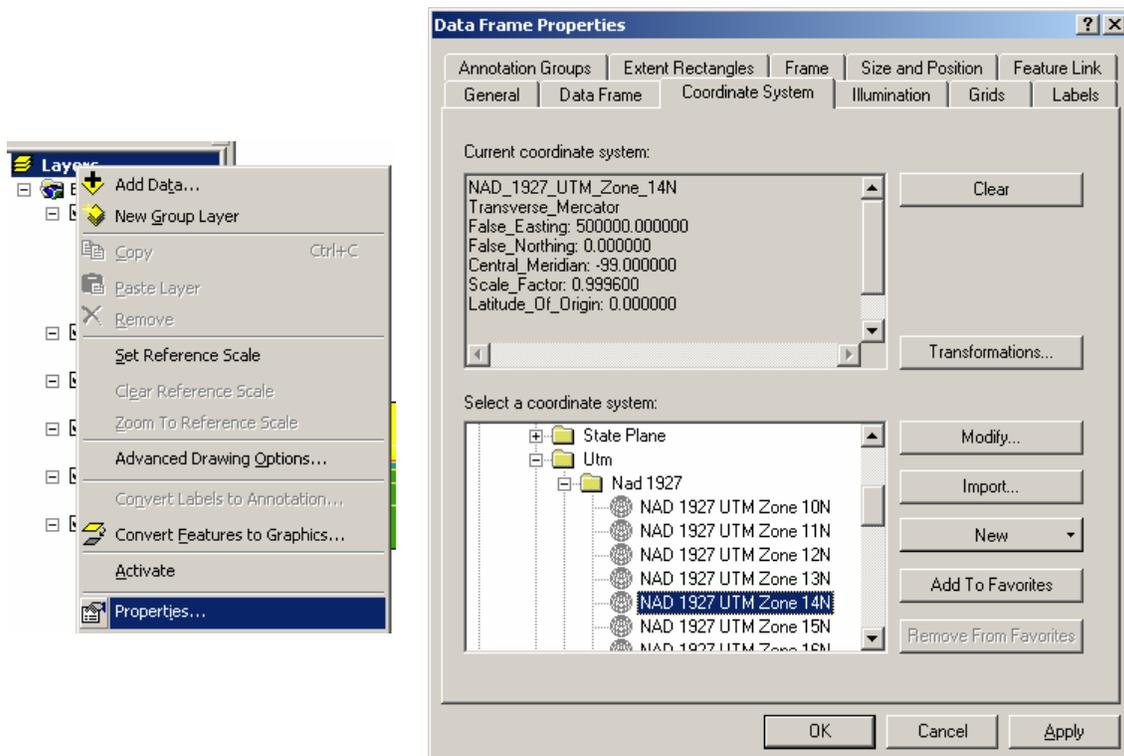 Layers
Add Data...
New Group Layer
Copy Ctrl+C
Paste Layer
Remove
Set Reference Scale
Clear Reference Scale
Zoom To Reference Scale
Advanced Drawing Options...
Convert Labels to Annotation...
Convert Features to Graphics...
Activate
Properties...
Data Frame Properties
Annotation Groups Extent Rectangles Frame Size and Position Feature Link
General Data Frame Coordinate System Illumination Grids Labels
Current coordinate system:
NAD_1927_UTM_Zone_14N
Transverse_Mercator
False_Easting: 500000.000000
False_Northing: 0.000000
Central_Meridian: -99.000000
Scale_Factor: 0.999600
Latitude_Of_Origin: 0.000000
Clear
Transformations...
Select a coordinate system:
State Plane
Utm
Nad 1927
NAD 1927 UTM Zone 10N
NAD 1927 UTM Zone 11N
NAD 1927 UTM Zone 12N
NAD 1927 UTM Zone 13N
NAD 1927 UTM Zone 14N
NAD 1927 UTM Zone 15N
NAD 1927 UTM Zone 16N
Modify...
Import...
New
Add To Favorites
Remove From Favorites
OK Cancel Apply